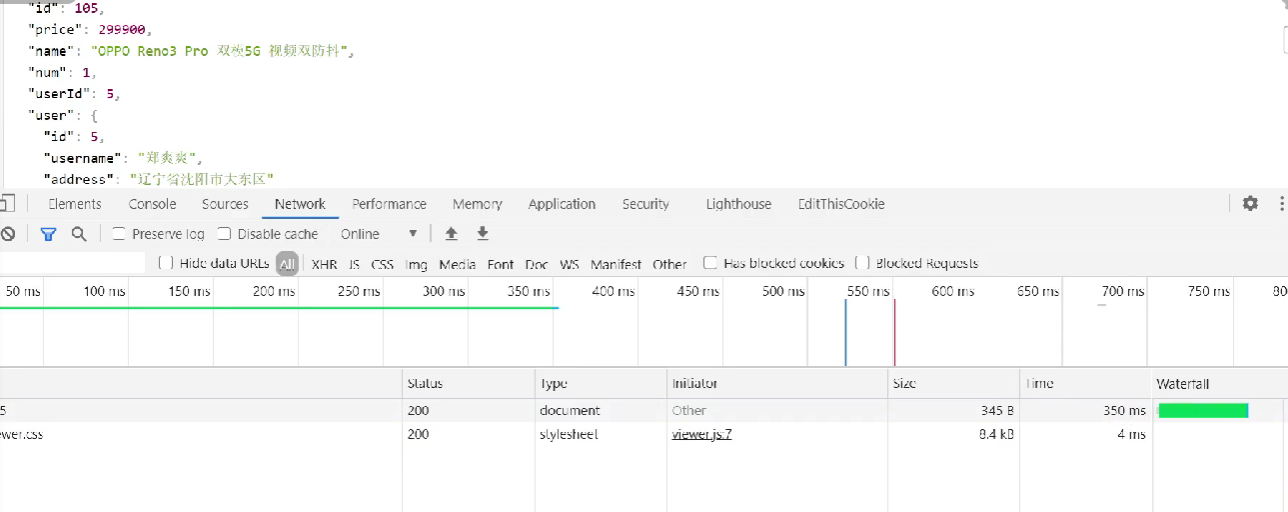 "id": 105,
"price": 299900,
"name": "OPPO Reno3 Pro 双模5G 视频双防抖",
"num": 1,
"userId": 5,
"user": {
"id": 5,
"username": "郑爽爽",
"address": "辽宁省沈阳市大东区"
Elements Console Sources Network Performance Memory Application Security Lighthouse EditThisCookie
Preserve log Disable cache Online
Hide data URLs All XHR JS CSS Img Media Font Doc WS Manifest Other Has blocked cookies Blocked Requests
50 ms 100 ms 150 ms 200 ms 250 ms 300 ms 350 ms 400 ms 450 ms 500 ms 550 ms 600 ms 650 ms 700 ms 750 ms 80
Status Type Initiator Size Time Waterfall
5 200 document Other 345 B 350 ms
ewer.css 200 stylesheet viewer.js:7 8.4 kB 4 ms